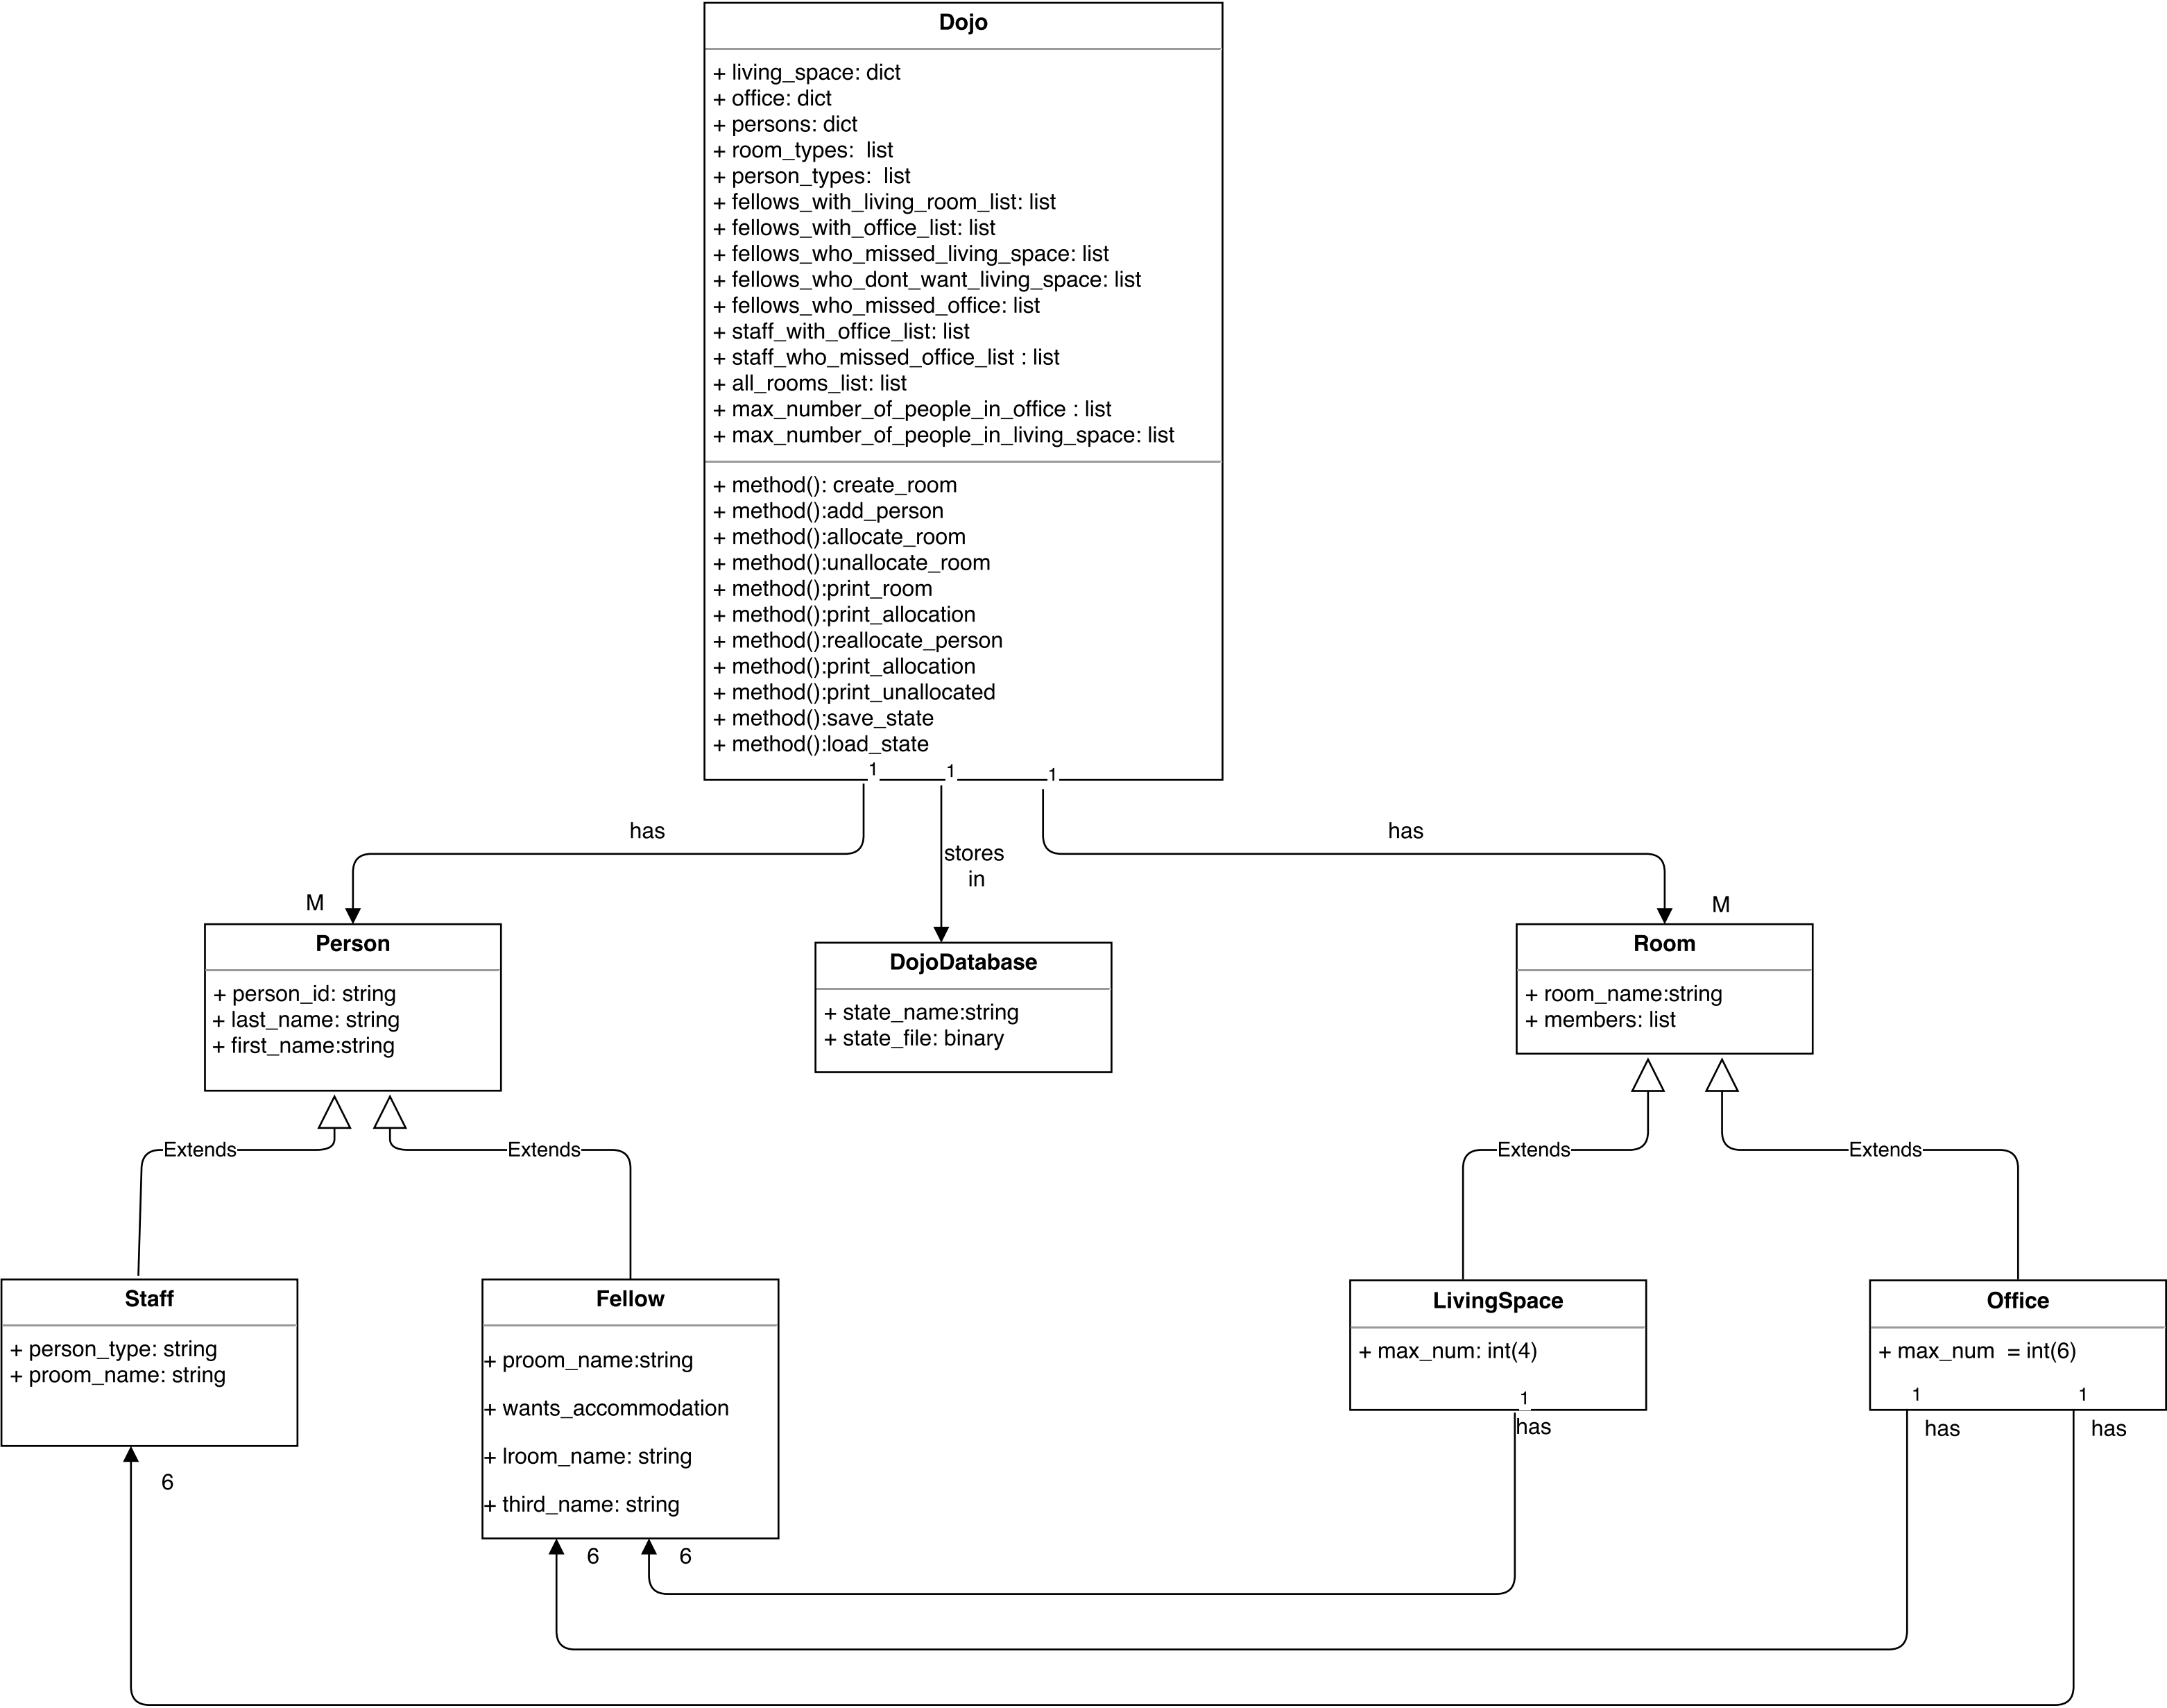 Dojo
+ living_space: dict
+ office: dict
+ persons: dict
+ room_types:  list
+ person_types:  list
+ fellows_with_living_room_list: list
+ fellows_with_office_list: list
+ fellows_who_missed_living_space: list
+ fellows_who_dont_want_living_space: list
+ fellows_who_missed_office: list
+ staff_with_office_list: list
+ staff_who_missed_office_list : list
+ all_rooms_list: list
+ max_number_of_people_in_office : list
+ max_number_of_people_in_living_space: list
+ method(): create_room
+ method():add_person
+ method():allocate_room
+ method():unallocate_room
+ method():print_room
+ method():print_allocation
+ method():reallocate_person
+ method():print_allocation
+ method():print_unallocated
+ method():save_state
+ method():load_state
1
1
1
has
stores
in
has
M
M
Person
+ person_id: string
+ last_name: string
+ first_name:string
DojoDatabase
+ state_name:string
+ state_file: binary
Room
+ room_name:string
+ members: list
Extends
Extends
Extends
Extends
Staff
+ person_type: string
+ proom_name: string
Fellow
+ proom_name:string
+ wants_accommodation
+ lroom_name: string
+ third_name: string
LivingSpace
+ max_num: int(4)
1
has
Office
+ max_num  = int(6)
1
1
has
has
6
6
6